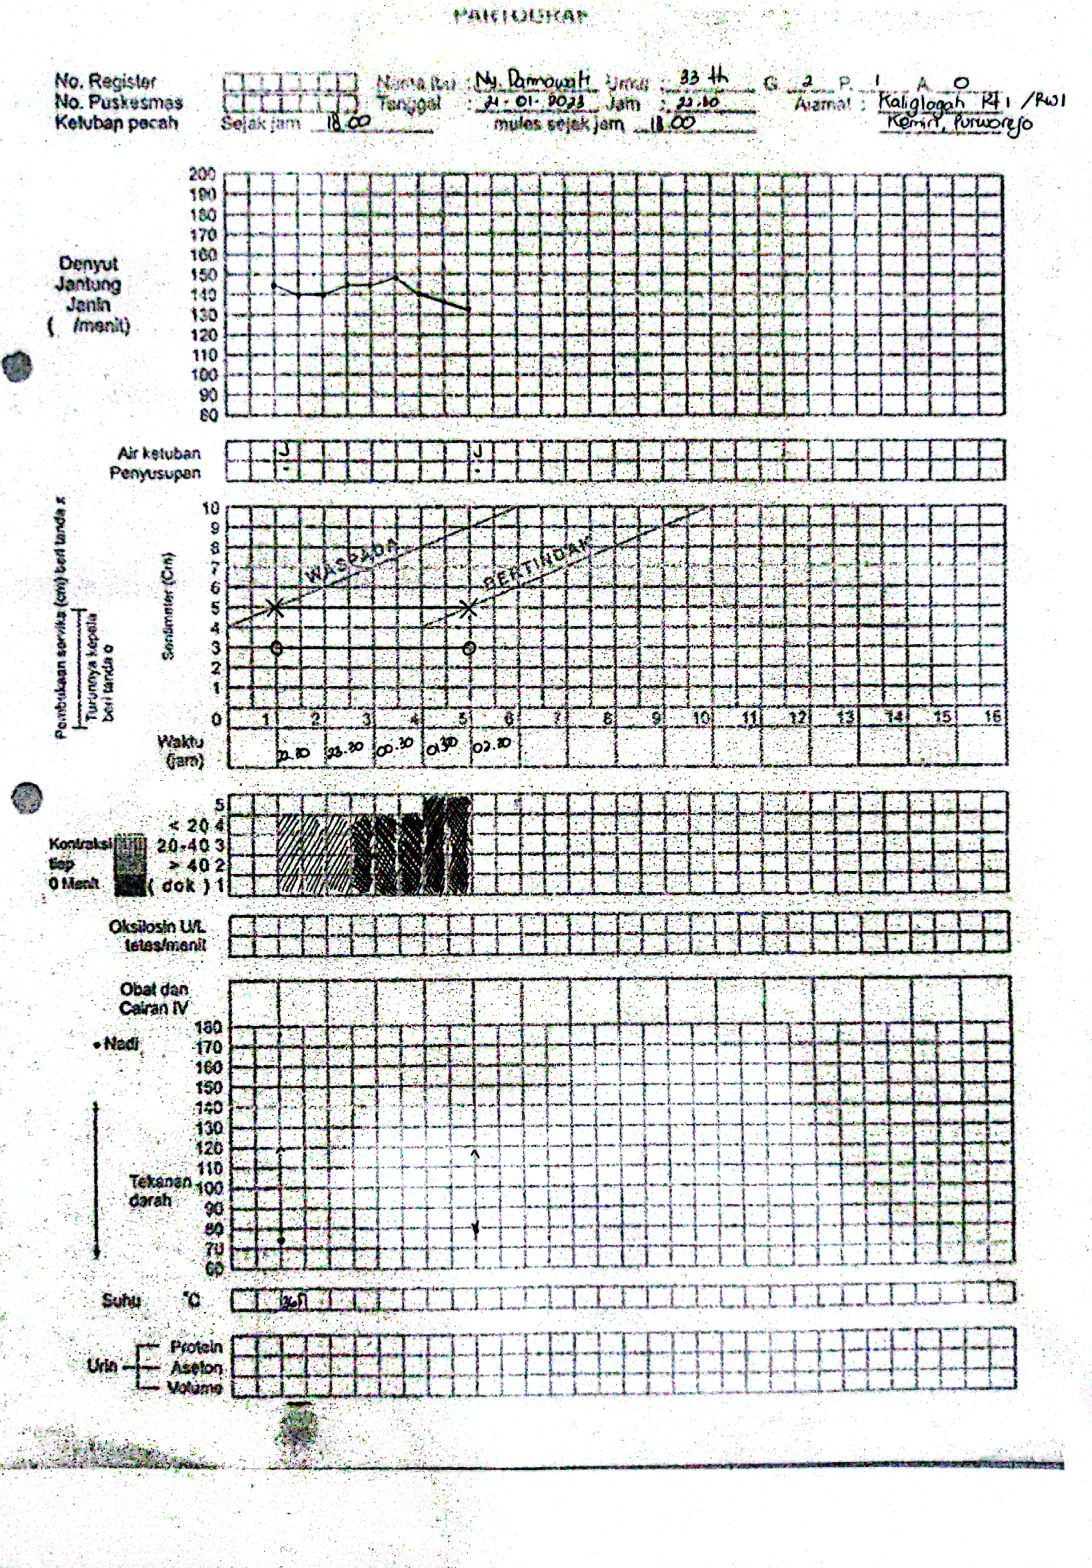 PARTOGRAF
No. Register Nama Ibu : Ny. Darmawati Umur : 33 th G 2 P 1 A 0
No. Puskesmas Tanggal : 21-01-2023 Jam : 22.30 Alamat : Kaliglagah Rt1/Rw1
Ketuban pecah Sejak jam 18.00 mules sejak jam 18.00 Kemiri, Purworejo
200
190
180
170
160
Denyut Jantung Janin ( /menit)
150
140
130
120
110
100
90
80
Air ketuban J J
Penyusupan - -
Pembukaan serviks (cm) beri tanda x
Turunnya kepala beri tanda o
Sentimeter (Cm)
10
9
8
7
6
5
4
3
2
1
0
WASPADA
BERTINDAK
1 2 3 4 5 6 7 8 9 10 11 12 13 14 15 16
Waktu (jam) 22.30 23.30 00.30 01.30 02.30
Kontraksi
tiap
0 Menit
5
< 20 4
20-40 3
> 40 2
( dok ) 1
Oksitosin U/L
tetes/menit
Obat dan
Cairan IV
• Nadi
Tekanan
darah
180
170
160
150
140
130
120
110
100
90
80
70
60
Suhu °C
Urin
Protein
Aseton
Volume